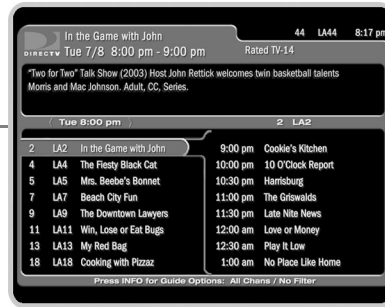 In the Game with John 44 LA44 8:17 pm
DIRECTV Tue 7/8 8:00 pm - 9:00 pm Rated TV-14
"Two for Two" Talk Show (2003) Host John Rettick welcomes twin basketball talents
Morris and Mac Johnson. Adult, CC, Series.
Tue 8:00 pm 2 LA2
2 LA2 In the Game with John 9:00 pm Cookie's Kitchen
4 LA4 The Fiesty Black Cat 10:00 pm 10 O'Clock Report
5 LA5 Mrs. Beebe's Bonnet 10:30 pm Harrisburg
7 LA7 Beach City Fun 11:00 pm The Griswalds
9 LA9 The Downtown Lawyers 11:30 pm Late Nite News
11 LA11 Win, Lose or Eat Bugs 12:00 am Love or Money
13 LA13 My Red Bag 12:30 am Play It Low
18 LA18 Cooking with Pizzaz 1:00 am No Place Like Home
Press INFO for Guide Options: All Chans / No Filter